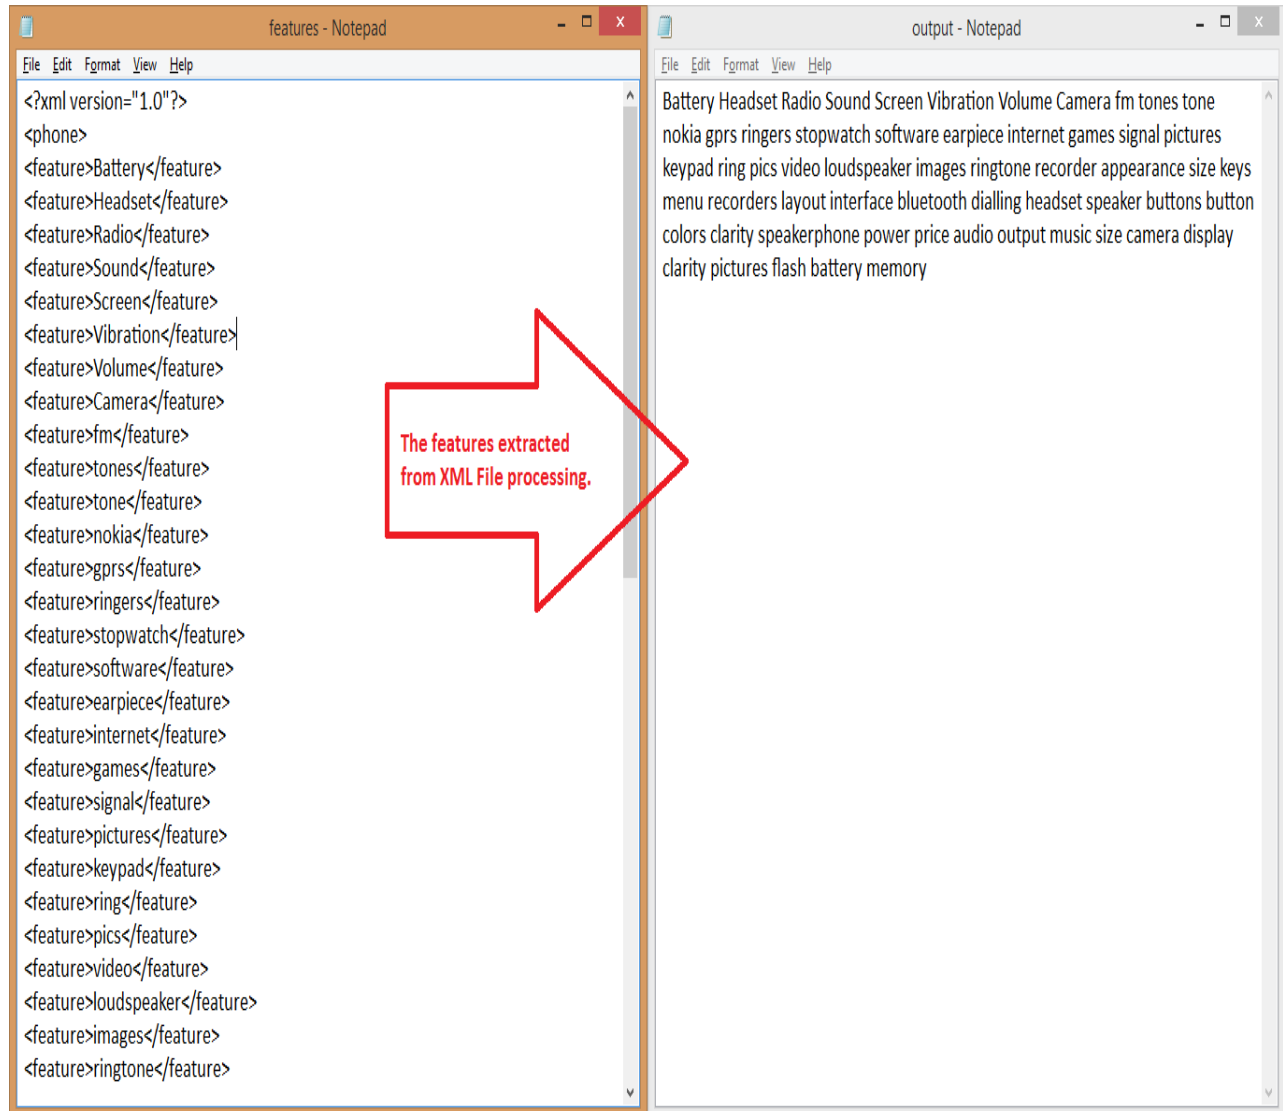 features - Notepad
File Edit Format View Help
<?xml version="1.0"?>
<phone>
<feature>Battery</feature>
<feature>Headset</feature>
<feature>Radio</feature>
<feature>Sound</feature>
<feature>Screen</feature>
<feature>Vibration</feature>
<feature>Volume</feature>
<feature>Camera</feature>
<feature>fm</feature>
<feature>tones</feature>
<feature>tone</feature>
<feature>nokia</feature>
<feature>gprs</feature>
<feature>ringers</feature>
<feature>stopwatch</feature>
<feature>software</feature>
<feature>earpiece</feature>
<feature>internet</feature>
<feature>games</feature>
<feature>signal</feature>
<feature>pictures</feature>
<feature>keypad</feature>
<feature>ring</feature>
<feature>pics</feature>
<feature>video</feature>
<feature>loudspeaker</feature>
<feature>images</feature>
<feature>ringtone</feature>
The features extracted
from XML File processing.
output - Notepad
File Edit Format View Help
Battery Headset Radio Sound Screen Vibration Volume Camera fm tones tone
nokia gprs ringers stopwatch software earpiece internet games signal pictures
keypad ring pics video loudspeaker images ringtone recorder appearance size keys
menu recorders layout interface bluetooth dialling headset speaker buttons button
colors clarity speakerphone power price audio output music size camera display
clarity pictures flash battery memory